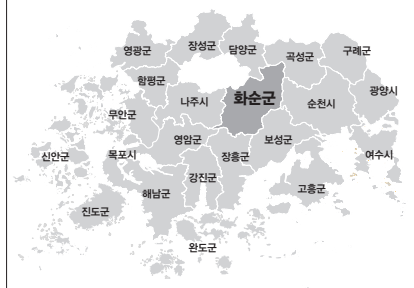 영광군
장성군
담양군
곡성군
구례군
함평군
나주시
화순군
순천시
광양시
무안군
신안군
목포시
영암군
장흥군
보성군
여수시
강진군
해남군
고흥군
진도군
완도군